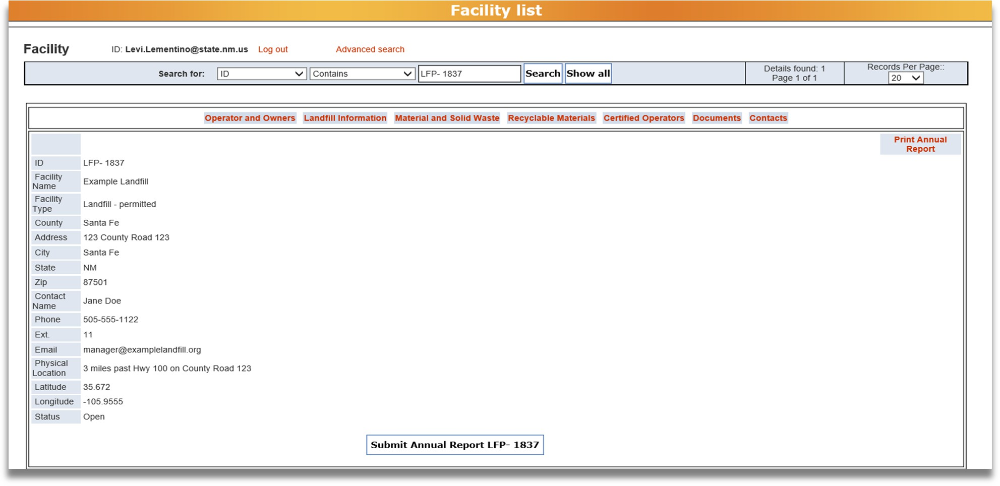 Facility list
Facility ID: Levi.Lementino@state.nm.us Log out Advanced search
Search for: ID Contains LFP- 1837 Search Show all
Details found: 1
Page 1 of 1
Records Per Page::
20
Operator and Owners Landfill Information Material and Solid Waste Recyclable Materials Certified Operators Documents Contacts
Print Annual
Report
ID LFP- 1837
Facility
Name
Example Landfill
Facility
Type
Landfill - permitted
County Santa Fe
Address 123 County Road 123
City Santa Fe
State NM
Zip 87501
Contact
Name
Jane Doe
Phone 505-555-1122
Ext. 11
Email manager@examplelandfill.org
Physical
Location
3 miles past Hwy 100 on County Road 123
Latitude 35.672
Longitude -105.9555
Status Open
Submit Annual Report LFP- 1837